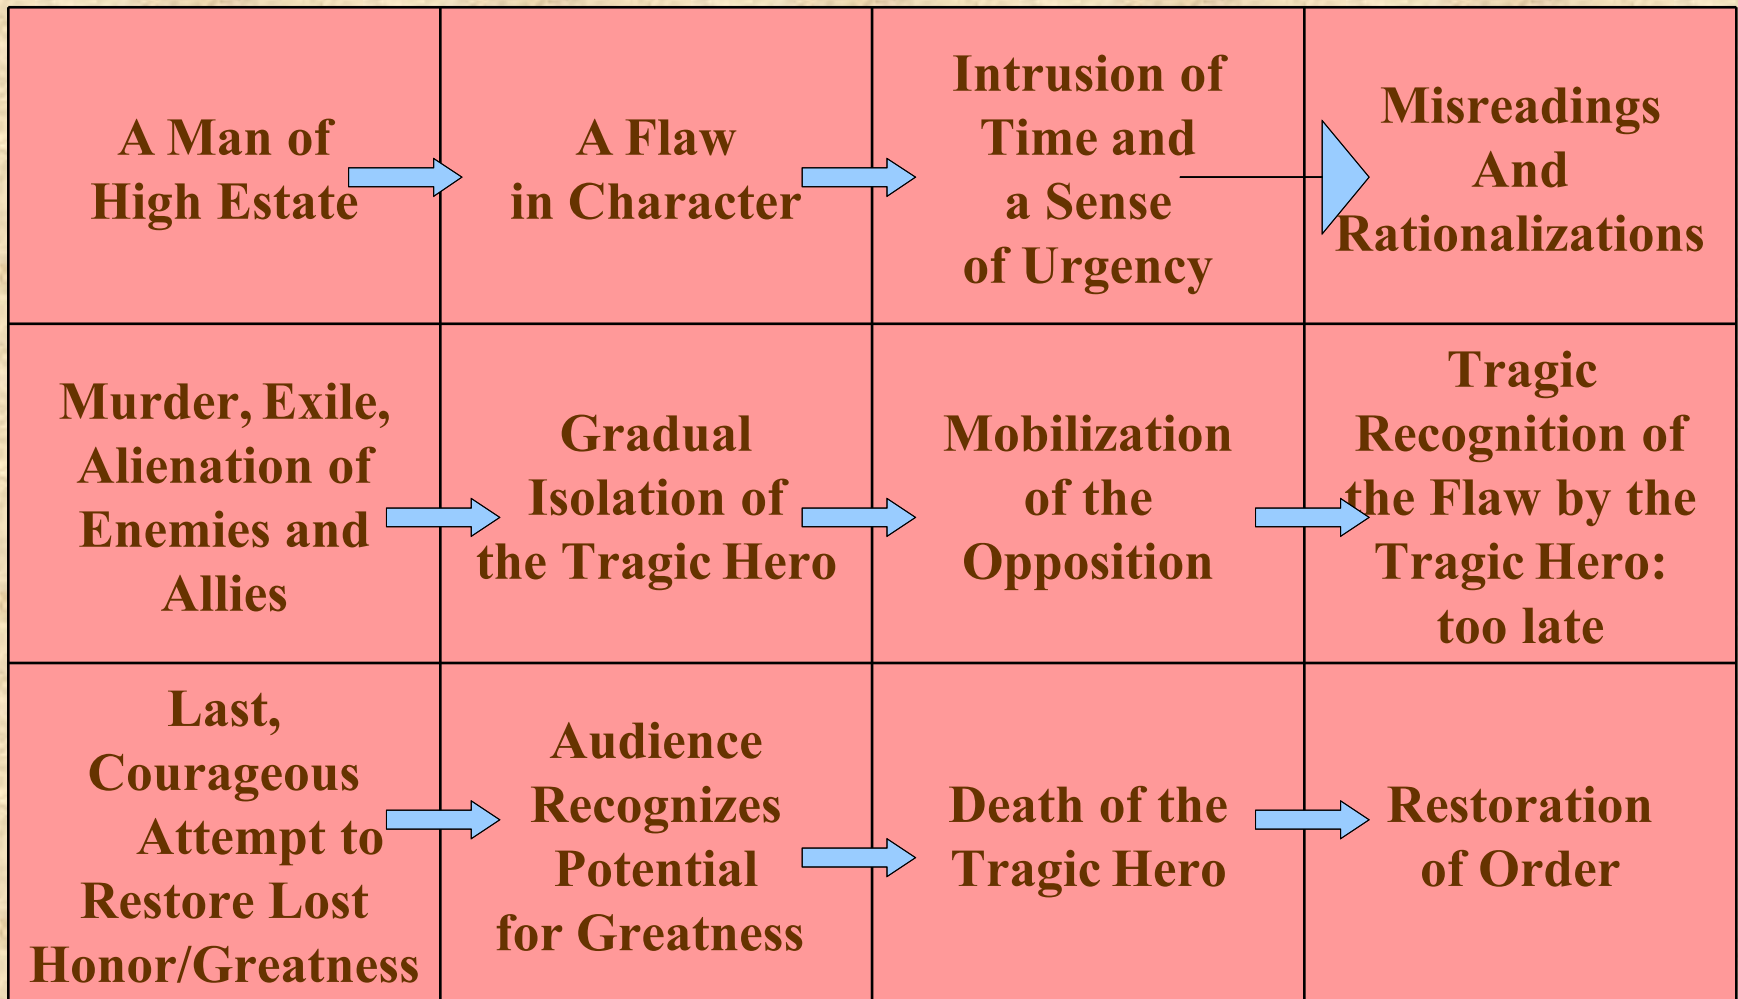 A Man of
High Estate
A Flaw
in Character
Intrusion of
Time and
a Sense
of Urgency
Misreadings
And
Rationalizations
Murder, Exile,
Alienation of
Enemies and
Allies
Gradual
Isolation of
the Tragic Hero
Mobilization
of the
Opposition
Tragic
Recognition of
the Flaw by the
Tragic Hero:
too late
Last,
Courageous
Attempt to
Restore Lost
Honor/Greatness
Audience
Recognizes
Potential
for Greatness
Death of the
Tragic Hero
Restoration
of Order